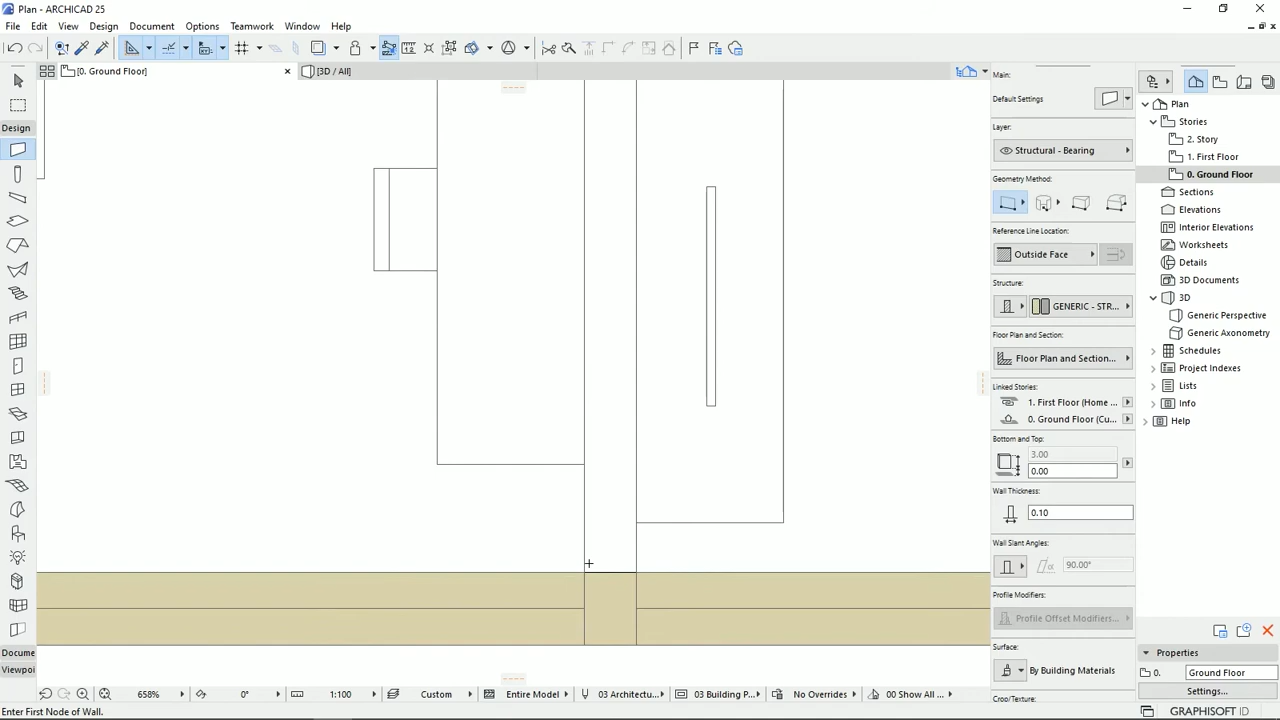 Plan - ARCHICAD 25
File Edit View Design Document Options Teamwork Window Help
[0. Ground Floor]
[3D / All]
Design
Docume
Viewpoi
Main:
Default Settings
Layer:
Structural - Bearing
Geometry Method:
Reference Line Location:
Outside Face
Structure:
GENERIC - STR...
Floor Plan and Section:
Floor Plan and Section...
Linked Stories:
1. First Floor (Home ...
0. Ground Floor (Cu...
Bottom and Top:
3.00
0.00
Wall Thickness:
0.10
Wall Slant Angles:
90.00°
Profile Modifiers:
Profile Offset Modifiers...
Surface:
By Building Materials
Crop/Texture:
Plan
Stories
2. Story
1. First Floor
0. Ground Floor
Sections
Elevations
Interior Elevations
Worksheets
Details
3D Documents
3D
Generic Perspective
Generic Axonometry
Schedules
Project Indexes
Lists
Info
Help
Properties
0. Ground Floor
Settings...
658% 0° 1:100 Custom Entire Model 03 Architectu... 03 Building P... No Overrides 00 Show All ...
Enter First Node of Wall.
GRAPHISOFT ID